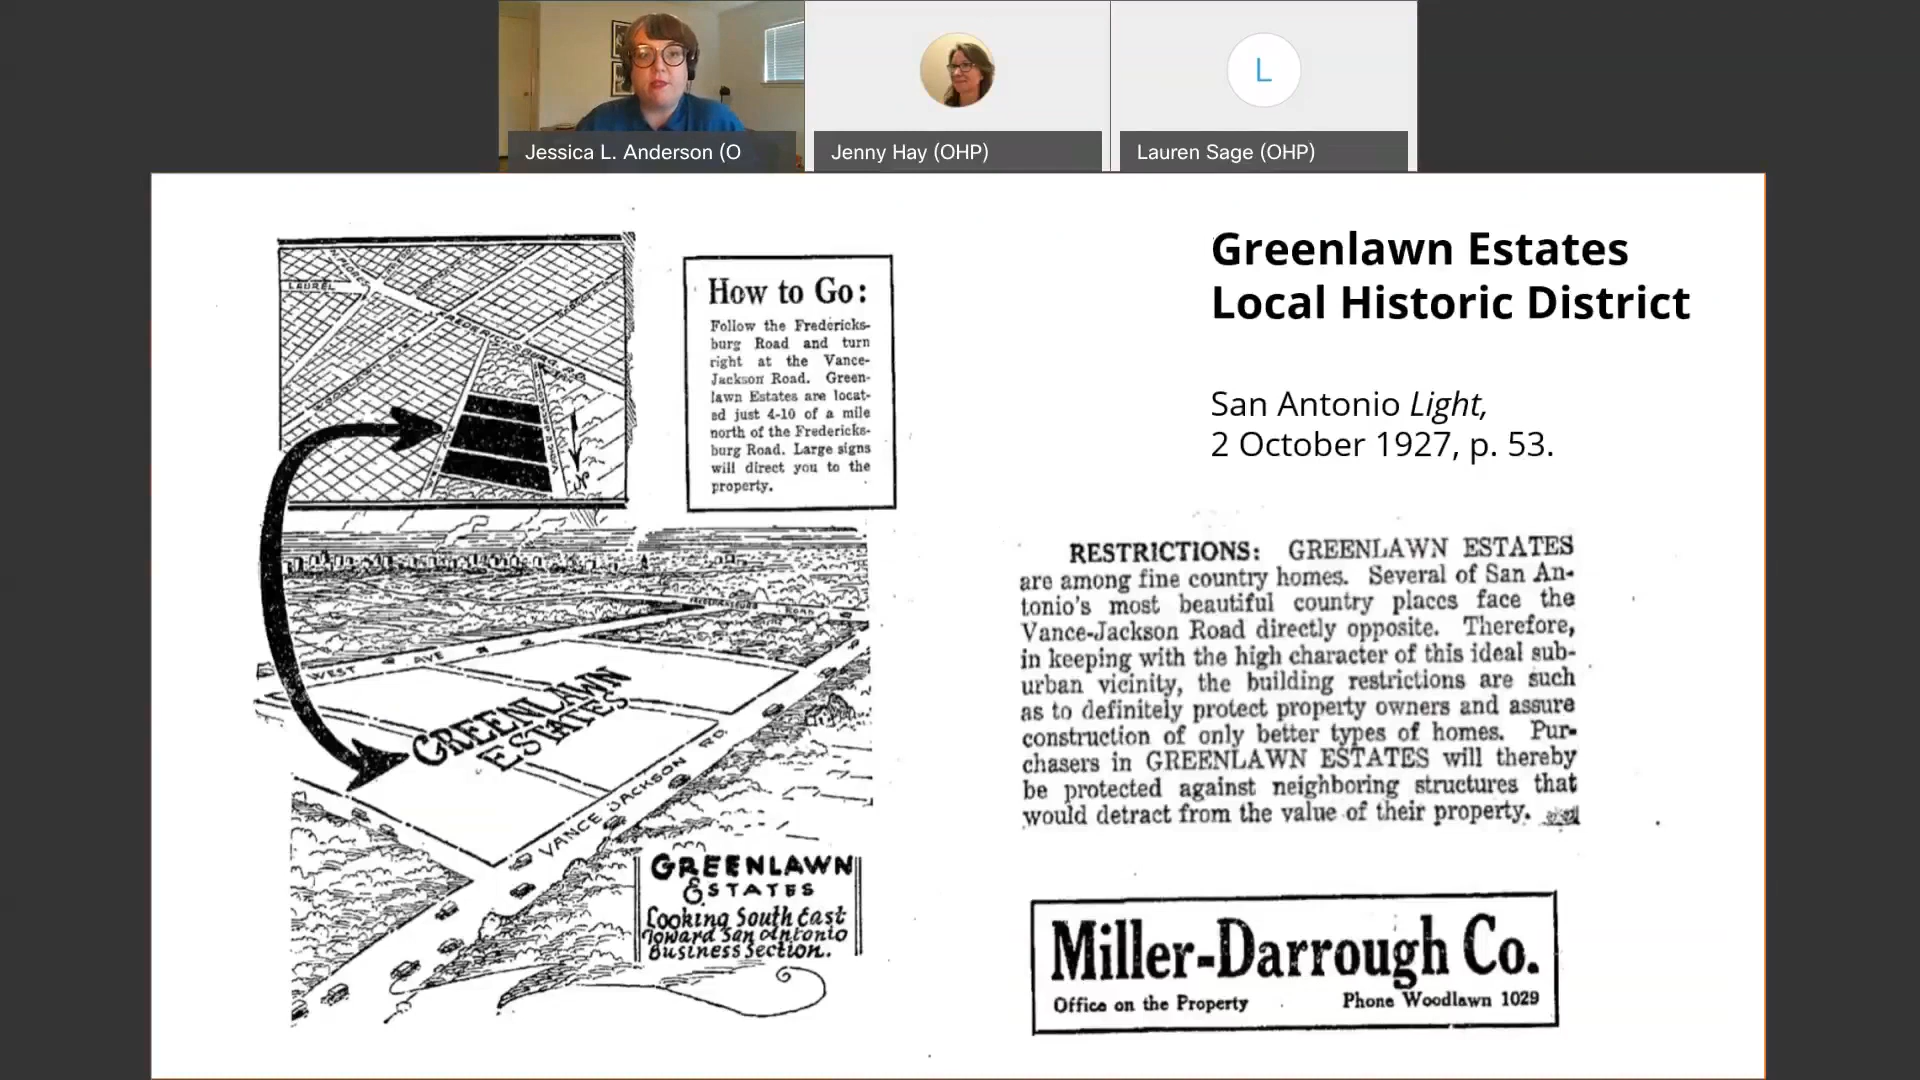 Jessica L. Anderson (O
Jenny Hay (OHP)
L
Lauren Sage (OHP)
LAUREL
FREDERICKSBURG RD.
How to Go:
Follow the Fredericks-
burg Road and turn
right at the Vance-
Jackson Road. Green-
lawn Estates are locat-
ed just 4-10 of a mile
north of the Fredericks-
burg Road. Large signs
will direct you to the
property.
Greenlawn Estates
Local Historic District
San Antonio Light,
2 October 1927, p. 53.
WEST AVE
FREDERICKSBURG ROAD
GREENLAWN
ESTATES
VANCE JACKSON RD.
GREENLAWN
ESTATES
Looking South East
Toward San Antonio
Business Section.
RESTRICTIONS: GREENLAWN ESTATES
are among fine country homes. Several of San An-
tonio's most beautiful country places face the
Vance-Jackson Road directly opposite. Therefore,
in keeping with the high character of this ideal sub-
urban vicinity, the building restrictions are such
as to definitely protect property owners and assure
construction of only better types of homes. Pur-
chasers in GREENLAWN ESTATES will thereby
be protected against neighboring structures that
would detract from the value of their property.
Miller-Darrough Co.
Office on the Property Phone Woodlawn 1029